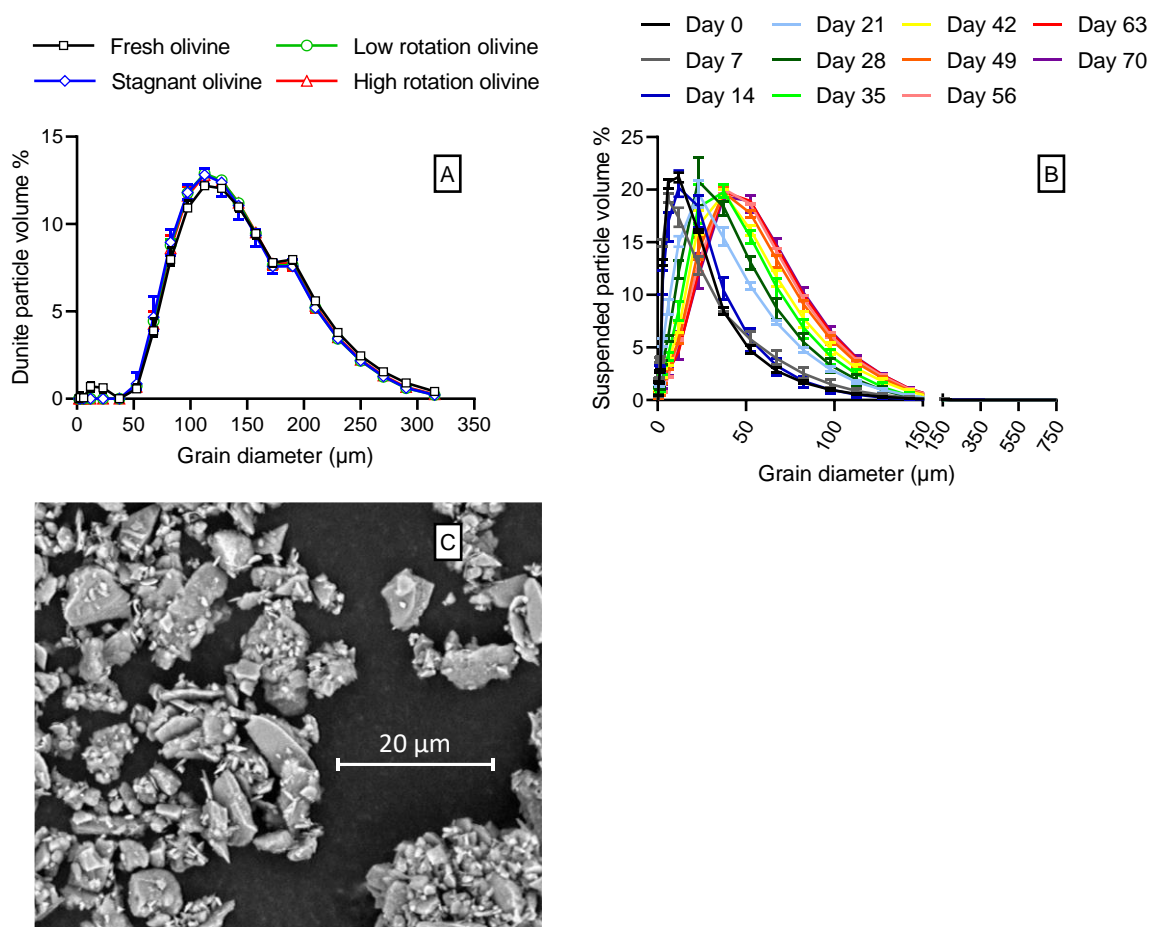 Fresh olivine
Low rotation olivine
Stagnant olivine
High rotation olivine
A
15
10
5
0
Dunite particle volume %
0 50 100 150 200 250 300 350
Grain diameter (µm)
Day 0 Day 21 Day 42 Day 63
Day 7 Day 28 Day 49 Day 70
Day 14 Day 35 Day 56
B
25
20
15
10
5
0
Suspended particle volume %
0 50 100 150 150 350 550 750
Grain diameter (µm)
C
20 µm